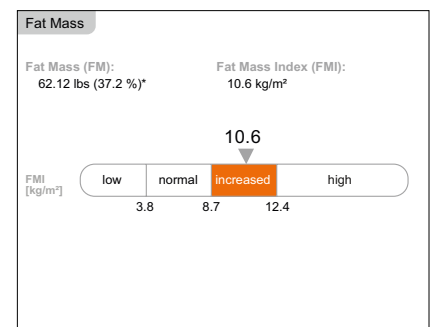 Fat Mass
Fat Mass (FM): Fat Mass Index (FMI):
62.12 lbs (37.2 %)* 10.6 kg/m²
10.6
FMI low normal increased high
[kg/m²]
3.8 8.7 12.4